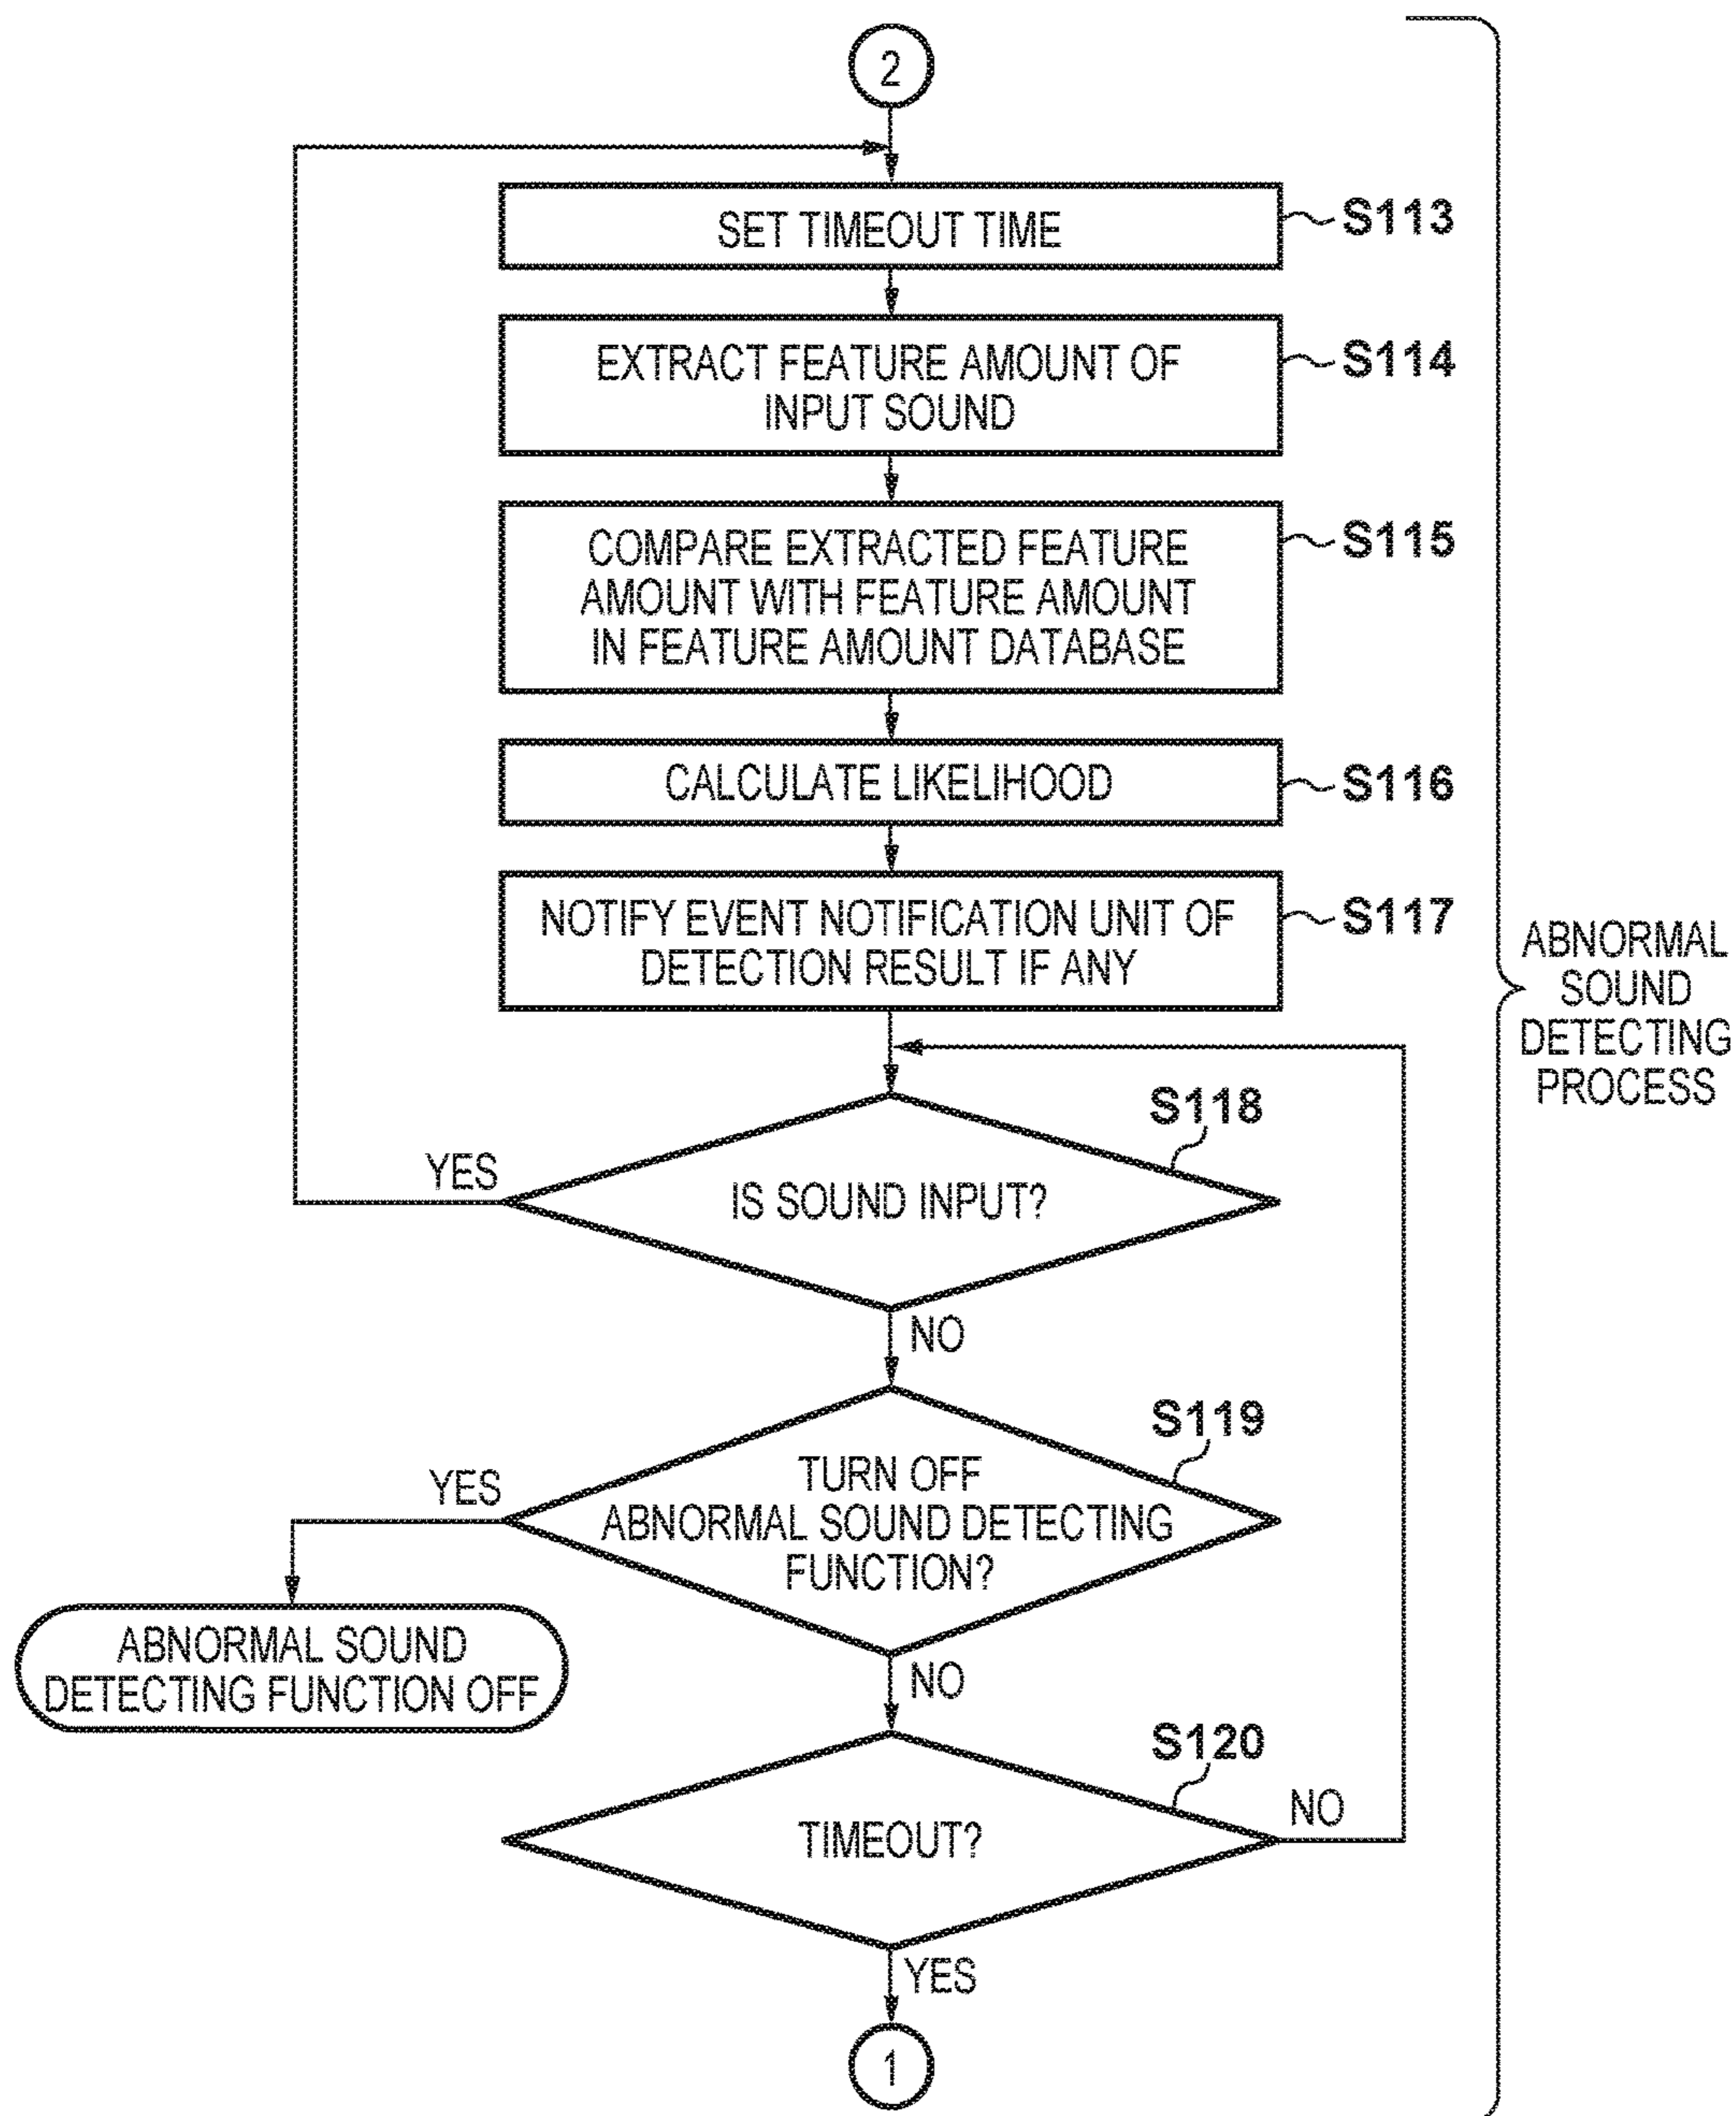 2
SET TIMEOUT TIME
S113
EXTRACT FEATURE AMOUNT OF
INPUT SOUND
S114
COMPARE EXTRACTED FEATURE
AMOUNT WITH FEATURE AMOUNT
IN FEATURE AMOUNT DATABASE
S115
CALCULATE LIKELIHOOD
S116
NOTIFY EVENT NOTIFICATION UNIT OF
DETECTION RESULT IF ANY
S117
ABNORMAL
SOUND
DETECTING
PROCESS
S118
YES
IS SOUND INPUT?
NO
S119
YES
TURN OFF
ABNORMAL SOUND DETECTING
FUNCTION?
ABNORMAL SOUND
DETECTING FUNCTION OFF
NO
S120
NO
TIMEOUT?
YES
1